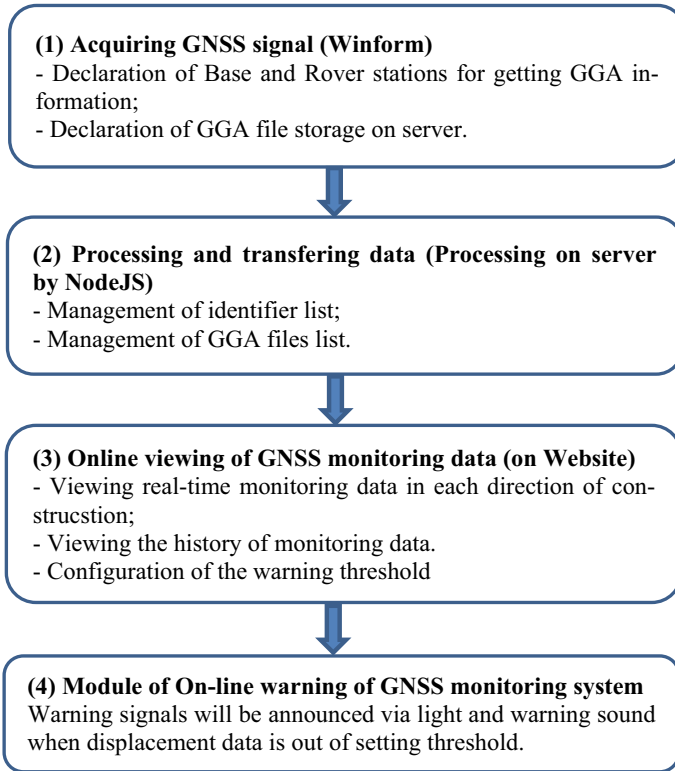 (1) Acquiring GNSS signal (Winform)
- Declaration of Base and Rover stations for getting GGA in-
formation;
- Declaration of GGA file storage on server.
(2) Processing and transfering data (Processing on server
by NodeJS)
- Management of identifier list;
- Management of GGA files list.
(3) Online viewing of GNSS monitoring data (on Website)
- Viewing real-time monitoring data in each direction of con-
strucstion;
- Viewing the history of monitoring data.
- Configuration of the warning threshold
(4) Module of On-line warning of GNSS monitoring system
Warning signals will be announced via light and warning sound
when displacement data is out of setting threshold.